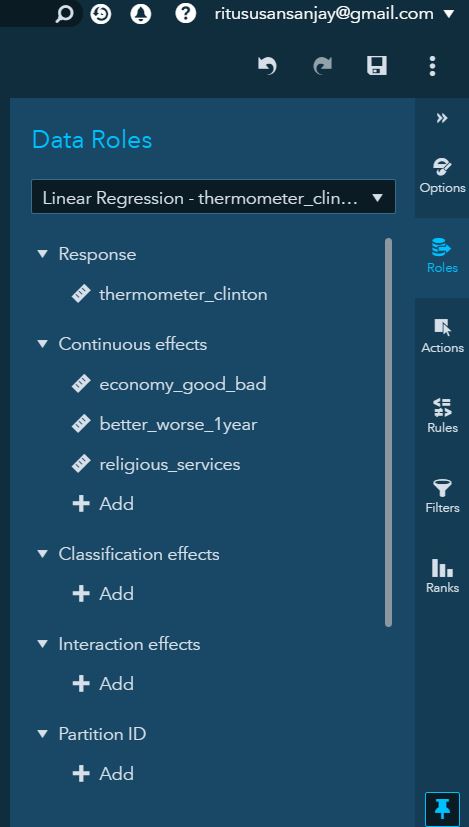 ritususansanjay@gmail.com
Data Roles
Linear Regression - thermometer_clin...
Response
thermometer_clinton
Continuous effects
economy_good_bad
better_worse_1year
religious_services
Add
Classification effects
Add
Interaction effects
Add
Partition ID
Add
Options
Roles
Actions
Rules
Filters
Ranks